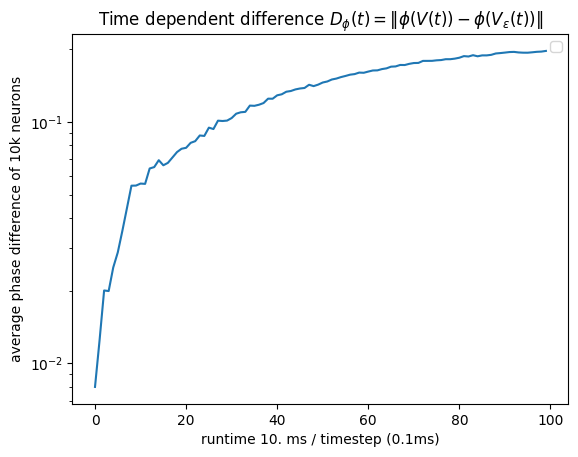 Time dependent difference $D_\phi(t) = \|\phi(V(t)) - \phi(V_\varepsilon(t))\|$
average phase difference of 10k neurons
10⁻¹
10⁻²
0 20 40 60 80 100
runtime 10. ms / timestep (0.1ms)